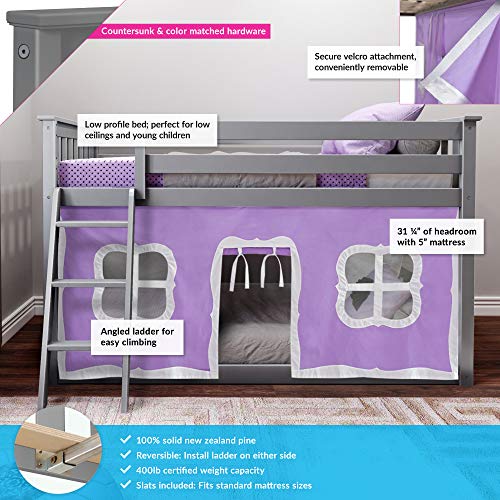 Countersunk & color matched hardware
Secure velcro attachment,
conveniently removable
Low profile bed; perfect for low
ceilings and young children
31 ¼" of headroom
with 5" mattress
Angled ladder for
easy climbing
100% solid new zealand pine
Reversible: Install ladder on either side
400lb certified weight capacity
Slats included: Fits standard mattress sizes